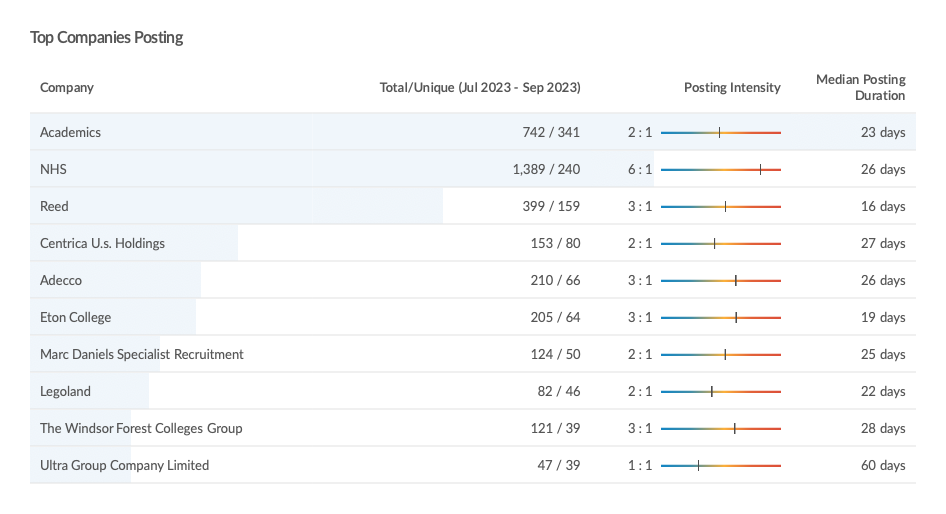 Top Companies Posting
Company Total/Unique (Jul 2023 - Sep 2023) Posting Intensity Median Posting Duration
Academics 742 / 341 2 : 1 23 days
NHS 1,389 / 240 6 : 1 26 days
Reed 399 / 159 3 : 1 16 days
Centrica U.s. Holdings 153 / 80 2 : 1 27 days
Adecco 210 / 66 3 : 1 26 days
Eton College 205 / 64 3 : 1 19 days
Marc Daniels Specialist Recruitment 124 / 50 2 : 1 25 days
Legoland 82 / 46 2 : 1 22 days
The Windsor Forest Colleges Group 121 / 39 3 : 1 28 days
Ultra Group Company Limited 47 / 39 1 : 1 60 days